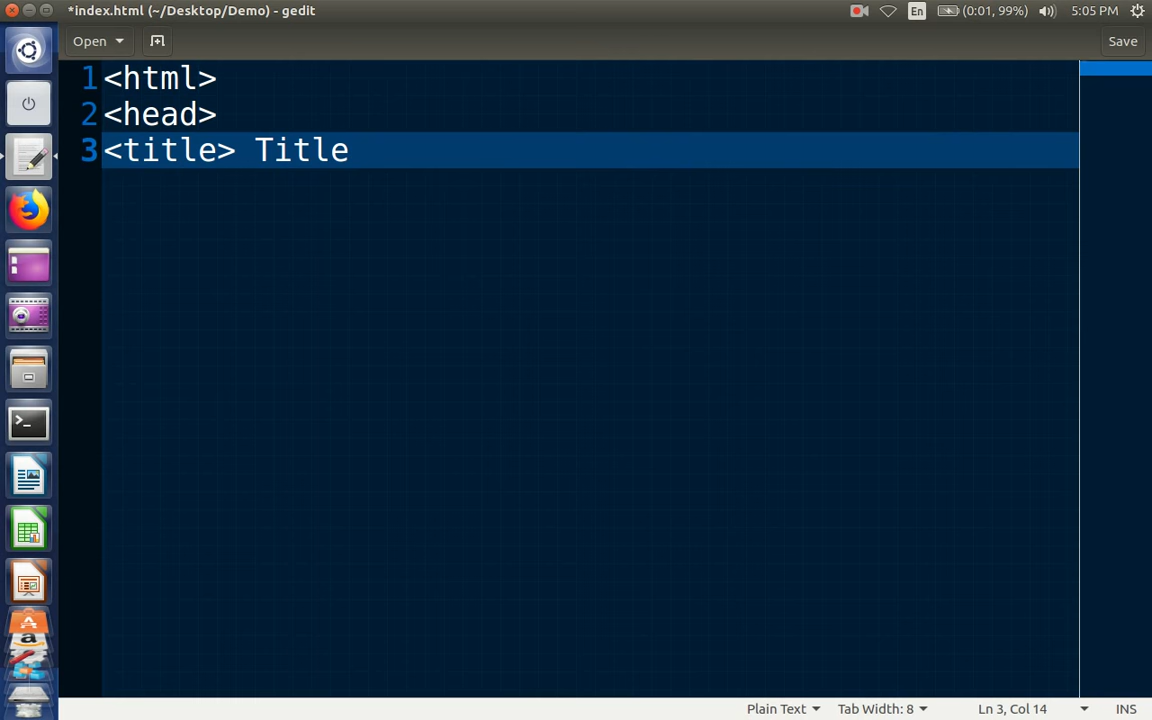 *index.html (~/Desktop/Demo) - gedit
En (0:01, 99%) 5:05 PM
Open Save
1 <html>
2 <head>
3 <title> Title
Plain Text Tab Width: 8 Ln 3, Col 14 INS